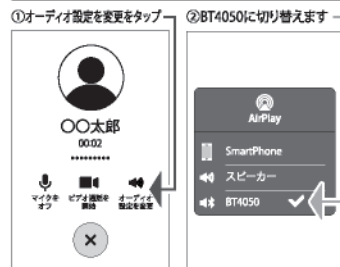 ①オーディオ設定を変更をタップ
②BT4050に切り替えます
〇〇太郎
00:02
マイクを
オフ
ビデオ通話を
開始
オーディオ
設定を変更
AirPlay
SmartPhone
スピーカー
BT4050